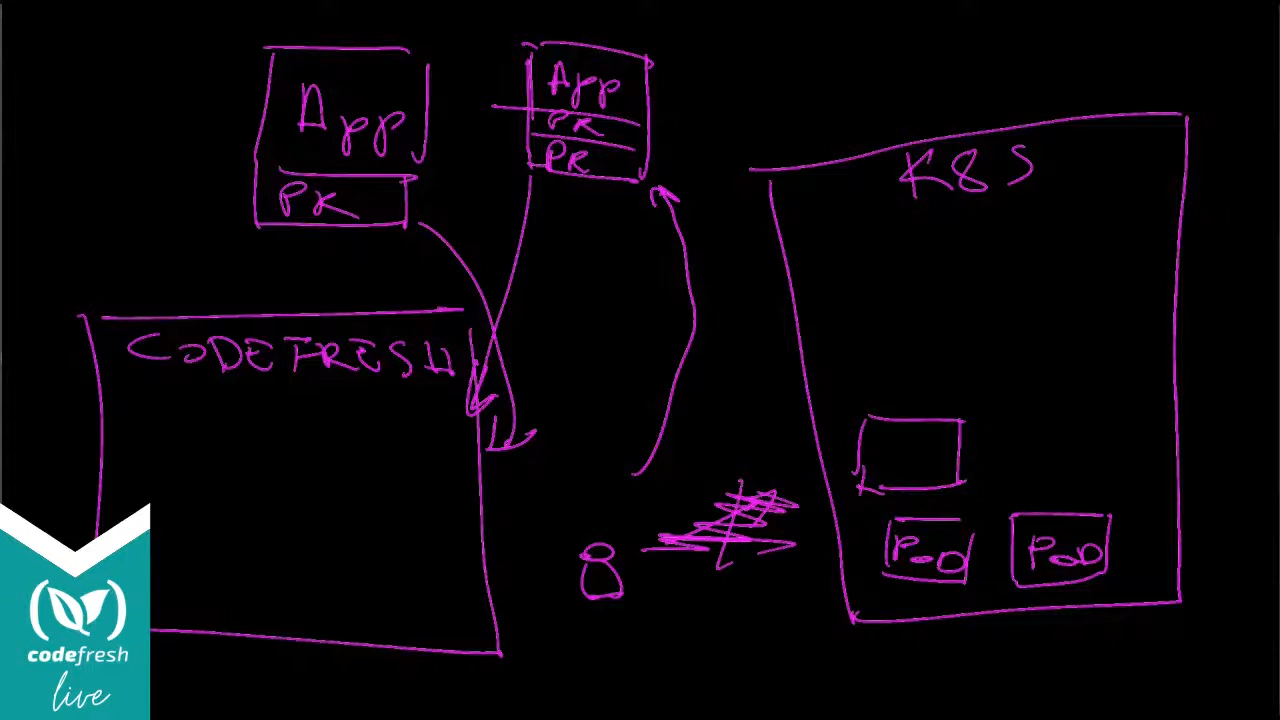 App
PR
App
PR
PR
K8S
CODEFRESH
POD
POD
codefresh
live